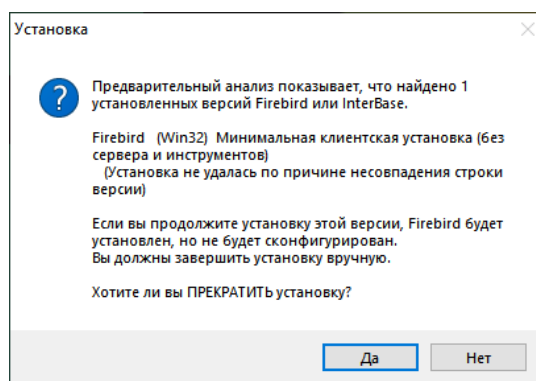 Установка
Предварительный анализ показывает, что найдено 1
установленных версий Firebird или InterBase.
Firebird (Win32) Минимальная клиентская установка (без
сервера и инструментов)
(Установка не удалась по причине несовпадения строки
версии)
Если вы продолжите установку этой версии, Firebird будет
установлен, но не будет сконфигурирован.
Вы должны завершить установку вручную.
Хотите ли вы ПРЕКРАТИТЬ установку?
Да
Нет